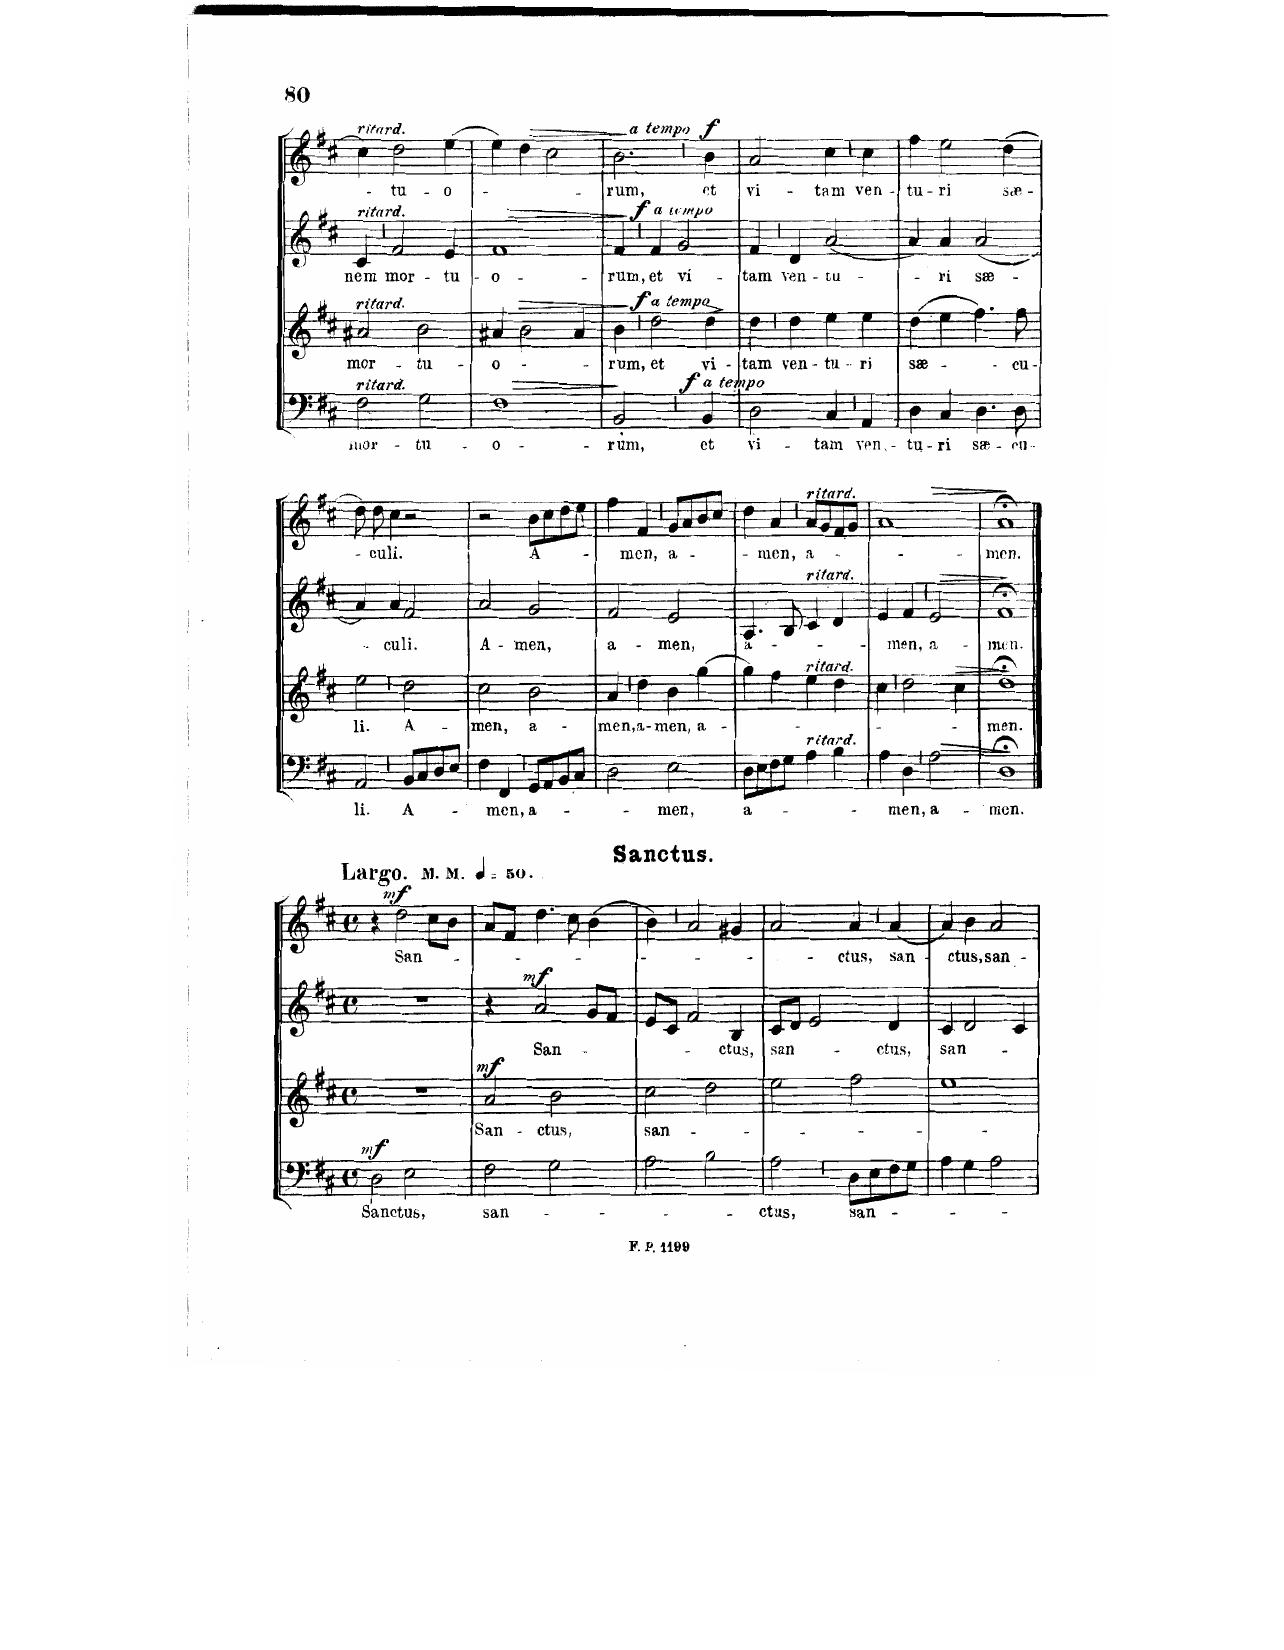 80
ritard. a tempo f
- tu - o - rum, et vi - tam ven - tu - ri sæ -
ritard. f a tempo
nem mor - tu - o - rum, et vi - tam ven - tu - ri sæ -
ritard. f a tempo
mor - tu - o - rum, et vi - tam ven - tu - ri sæ - cu -
ritard. f a tempo
mor - tu - o - rum, et vi - tam ven - tu - ri sæ - cu -
ritard.
- culi. A - men, a - men, a - men.
ritard.
- culi. A - men, a - men, a - men, a - men.
ritard.
li. A - men, a - men, a - men, a - men.
ritard.
li. A - men, a - men, a - men, a - men.
Sanctus.
Largo. M. M. ♩ = 50.
mf
San - ctus, san - ctus, san -
mf
San - ctus, san - ctus, san -
mf
San - ctus, san -
mf
Sanctus, san - ctus, san -
F. P. 1199